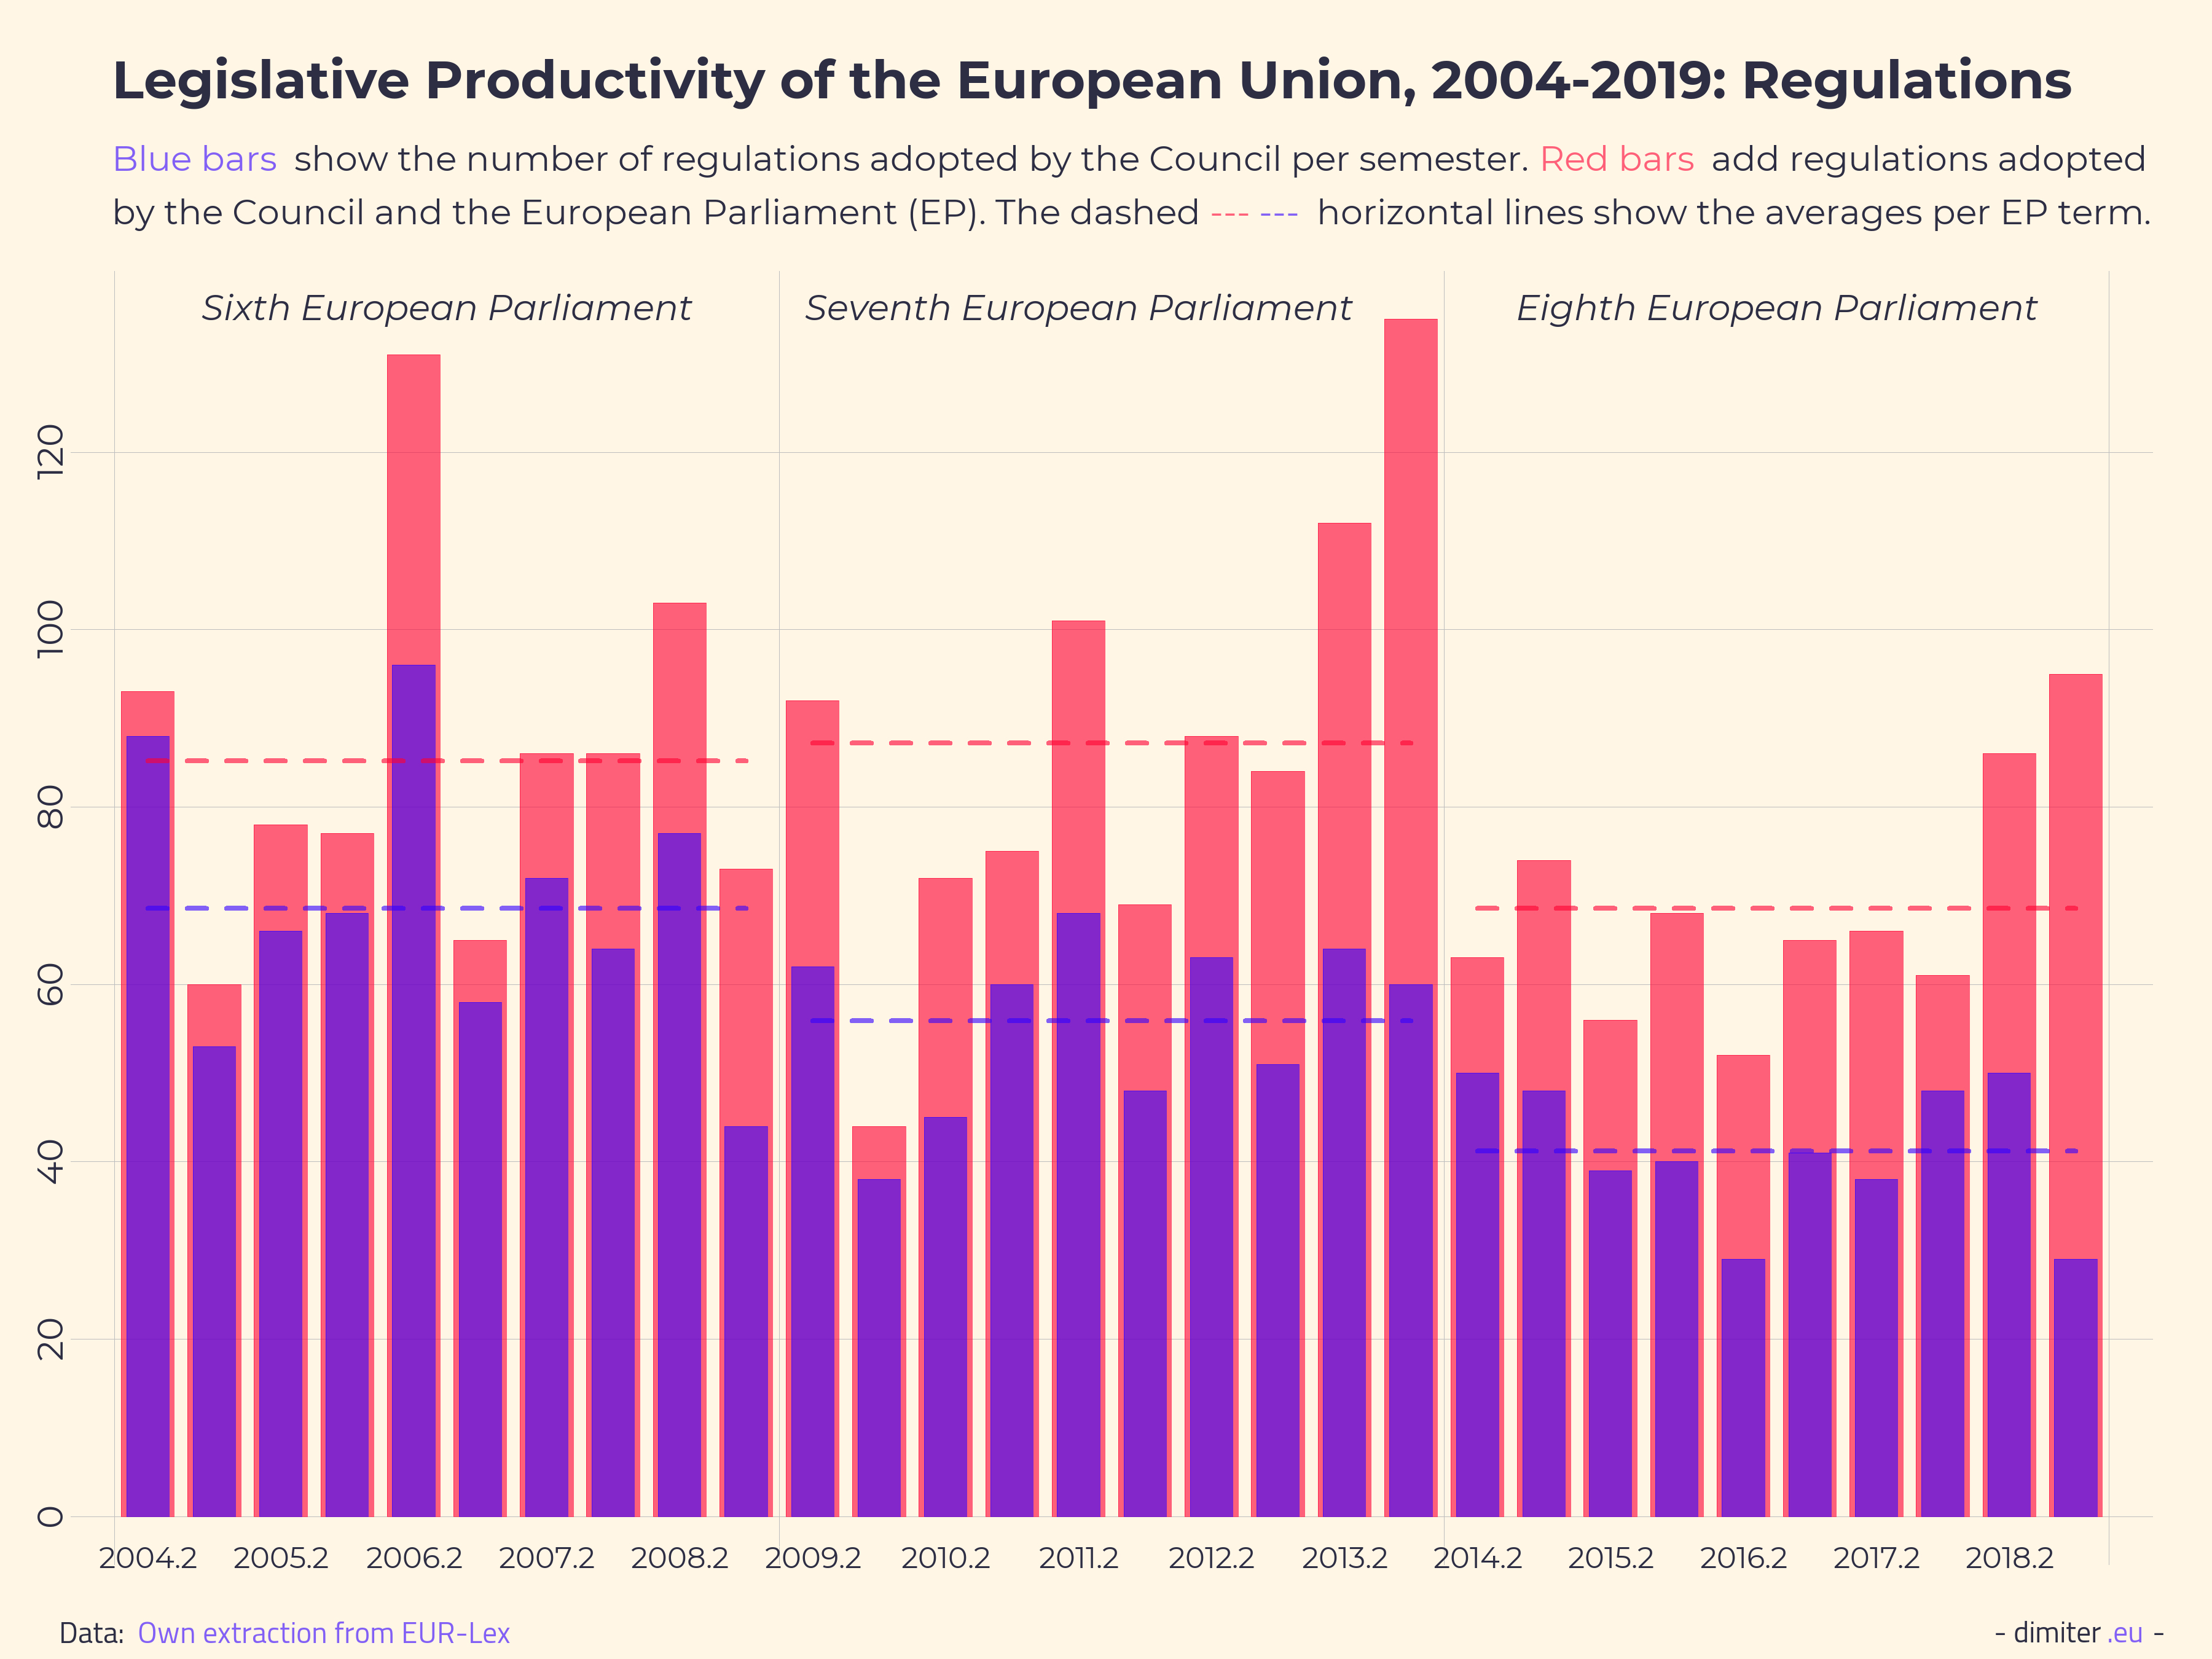 Legislative Productivity of the European Union, 2004-2019: Regulations
Blue bars show the number of regulations adopted by the Council per semester. Red bars add regulations adopted
by the Council and the European Parliament (EP). The dashed --- --- horizontal lines show the averages per EP term.
Sixth European Parliament
Seventh European Parliament
Eighth European Parliament
120
100
80
60
40
20
0
2004.2 2005.2 2006.2 2007.2 2008.2 2009.2 2010.2 2011.2 2012.2 2013.2 2014.2 2015.2 2016.2 2017.2 2018.2
Data: Own extraction from EUR-Lex
- dimiter .eu -